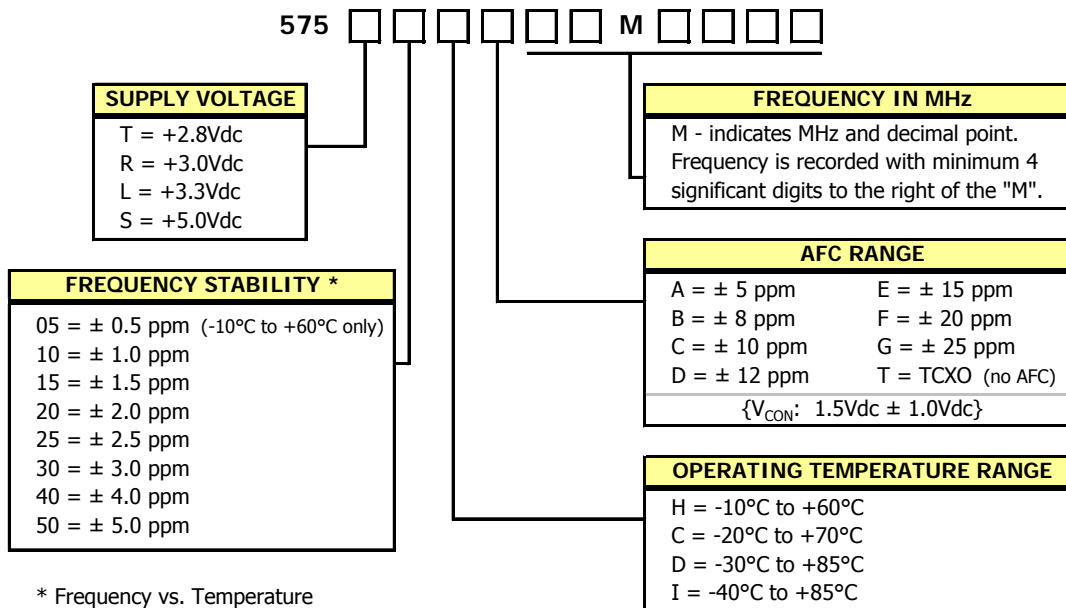 575 M
SUPPLY VOLTAGE
T = +2.8Vdc
R = +3.0Vdc
L = +3.3Vdc
S = +5.0Vdc
FREQUENCY IN MHz
M - indicates MHz and decimal point.
Frequency is recorded with minimum 4
significant digits to the right of the "M".
FREQUENCY STABILITY *
05 = ± 0.5 ppm (-10°C to +60°C only)
10 = ± 1.0 ppm
15 = ± 1.5 ppm
20 = ± 2.0 ppm
25 = ± 2.5 ppm
30 = ± 3.0 ppm
40 = ± 4.0 ppm
50 = ± 5.0 ppm
AFC RANGE
A = ± 5 ppm E = ± 15 ppm
B = ± 8 ppm F = ± 20 ppm
C = ± 10 ppm G = ± 25 ppm
D = ± 12 ppm T = TCXO (no AFC)
{VCON: 1.5Vdc ± 1.0Vdc}
OPERATING TEMPERATURE RANGE
H = -10°C to +60°C
C = -20°C to +70°C
D = -30°C to +85°C
I = -40°C to +85°C
* Frequency vs. Temperature